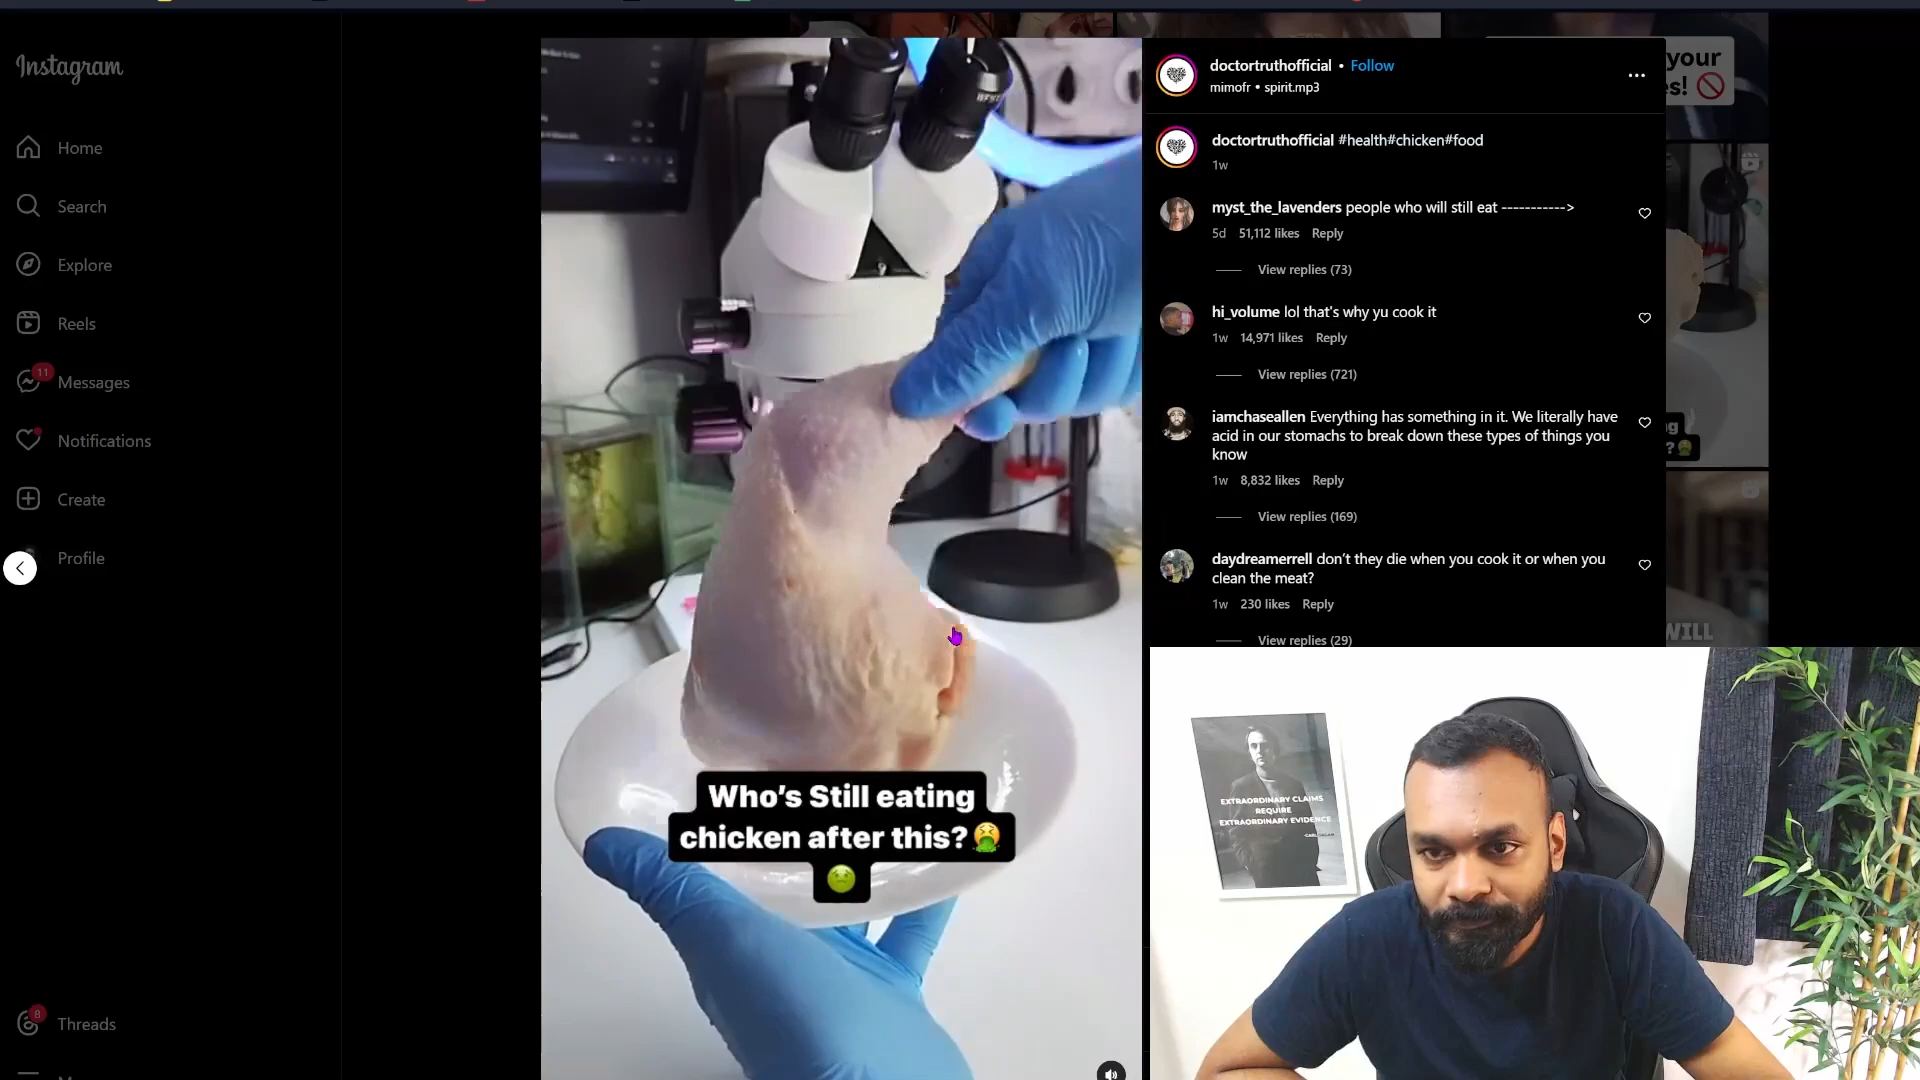 Instagram
Home
Search
Explore
Reels
11
Messages
Notifications
Create
Profile
8
Threads
Who's Still eating
chicken after this?🤮
🤢
doctortruthofficial • Follow
mimofr • spirit.mp3
doctortruthofficial #health#chicken#food
1w
myst_the_lavenders people who will still eat ----------->
5d 51,112 likes Reply
View replies (73)
hi_volume lol that's why yu cook it
1w 14,971 likes Reply
View replies (721)
iamchaseallen Everything has something in it. We literally have
acid in our stomachs to break down these types of things you
know
1w 8,832 likes Reply
View replies (169)
daydreamerrell don't they die when you cook it or when you
clean the meat?
1w 230 likes Reply
View replies (29)
your
s! 🚫
g
?🤮
WILL
EXTRAORDINARY CLAIMS
REQUIRE
EXTRAORDINARY EVIDENCE